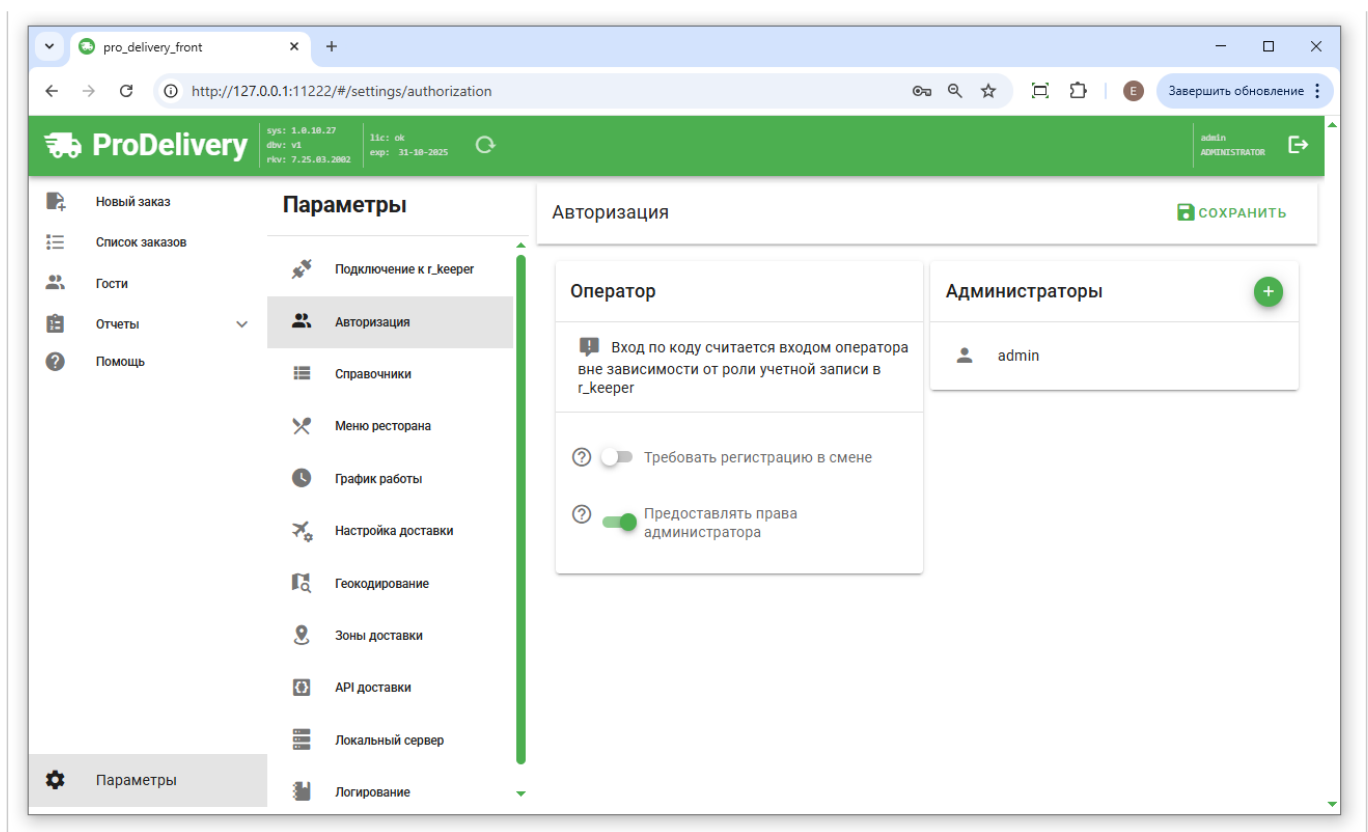 pro_delivery_front
http://127.0.0.1:11222/#/settings/authorization
E
Завершить обновление
ProDelivery
sys: 1.0.10.27
dbv: v1
rkv: 7.25.03.2002
lic: ok
exp: 31-10-2025
admin
ADMINISTRATOR
Новый заказ
Список заказов
Гости
Отчеты
Помощь
Параметры
Параметры
Подключение к r_keeper
Авторизация
Справочники
Меню ресторана
График работы
Настройка доставки
Геокодирование
Зоны доставки
API доставки
Локальный сервер
Логирование
Авторизация
СОХРАНИТЬ
Оператор
Вход по коду считается входом оператора
вне зависимости от роли учетной записи в
r_keeper
Требовать регистрацию в смене
Предоставлять права
администратора
Администраторы
admin